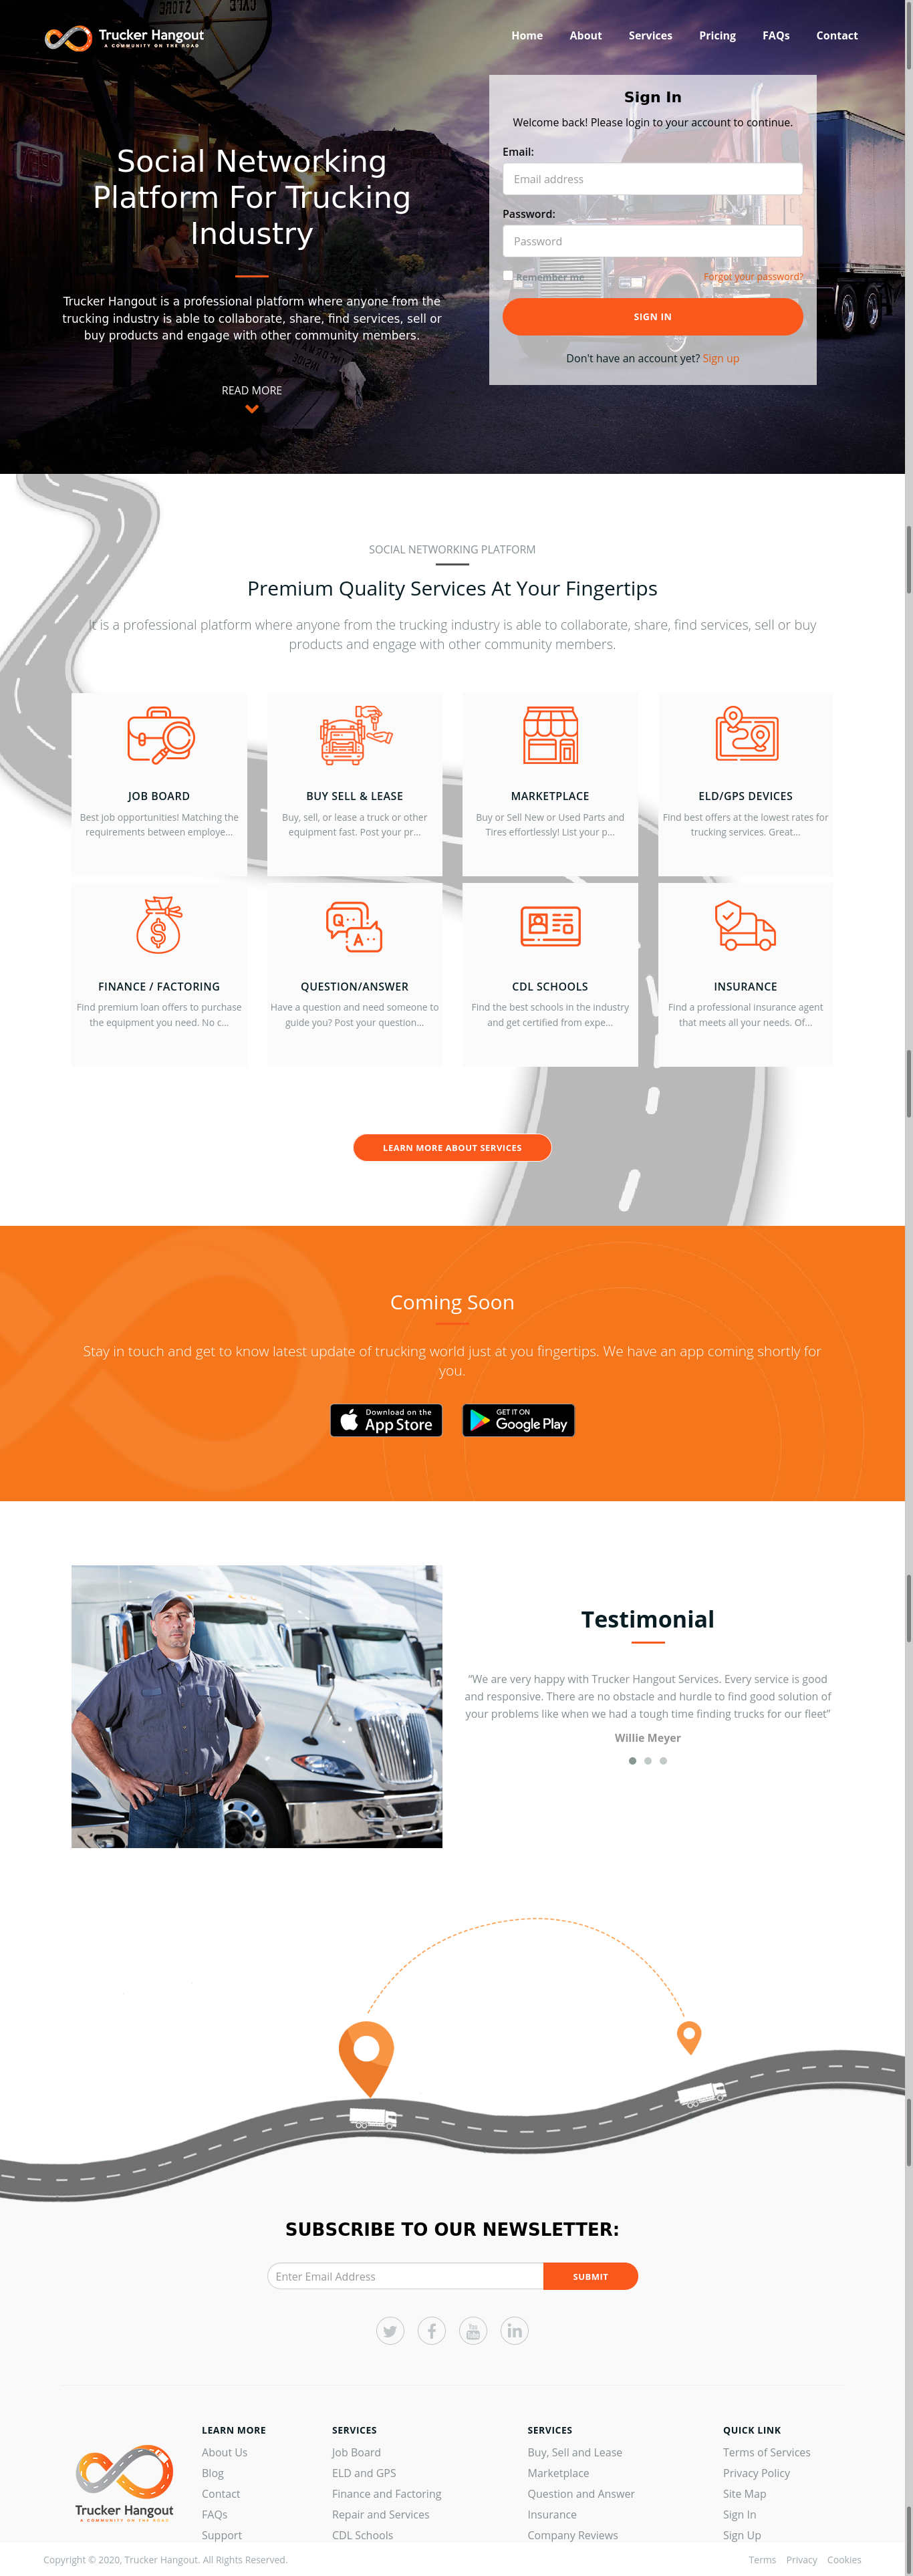 Trucker Hangout
A COMMUNITY ON THE ROAD
Home
About
Services
Pricing
FAQs
Contact
Social Networking
Platform For Trucking
Industry
Trucker Hangout is a professional platform where anyone from the
trucking industry is able to collaborate, share, find services, sell or
buy products and engage with other community members.
READ MORE
Sign In
Welcome back! Please login to your account to continue.
Email:
Email address
Password:
Password
Remember me
Forgot your password?
SIGN IN
Don't have an account yet? Sign up
SOCIAL NETWORKING PLATFORM
Premium Quality Services At Your Fingertips
It is a professional platform where anyone from the trucking industry is able to collaborate, share, find services, sell or buy
products and engage with other community members.
JOB BOARD
Best job opportunities! Matching the
requirements between employe...
BUY SELL & LEASE
Buy, sell, or lease a truck or other
equipment fast. Post your pr...
MARKETPLACE
Buy or Sell New or Used Parts and
Tires effortlessly! List your p...
ELD/GPS DEVICES
Find best offers at the lowest rates for
trucking services. Great...
FINANCE / FACTORING
Find premium loan offers to purchase
the equipment you need. No c...
Q
A
QUESTION/ANSWER
Have a question and need someone to
guide you? Post your question...
CDL SCHOOLS
Find the best schools in the industry
and get certified from expe...
INSURANCE
Find a professional insurance agent
that meets all your needs. Of...
LEARN MORE ABOUT SERVICES
Coming Soon
Stay in touch and get to know latest update of trucking world just at you fingertips. We have an app coming shortly for
you.
Download on the
App Store
GET IT ON
Google Play
Testimonial
“We are very happy with Trucker Hangout Services. Every service is good
and responsive. There are no obstacle and hurdle to find good solution of
your problems like when we had a tough time finding trucks for our fleet”
Willie Meyer
SUBSCRIBE TO OUR NEWSLETTER:
Enter Email Address
SUBMIT
You
Tube
Trucker Hangout
A COMMUNITY ON THE ROAD
LEARN MORE
About Us
Blog
Contact
FAQs
Support
SERVICES
Job Board
ELD and GPS
Finance and Factoring
Repair and Services
CDL Schools
SERVICES
Buy, Sell and Lease
Marketplace
Question and Answer
Insurance
Company Reviews
QUICK LINK
Terms of Services
Privacy Policy
Site Map
Sign In
Sign Up
Copyright © 2020, Trucker Hangout. All Rights Reserved.
Terms
Privacy
Cookies